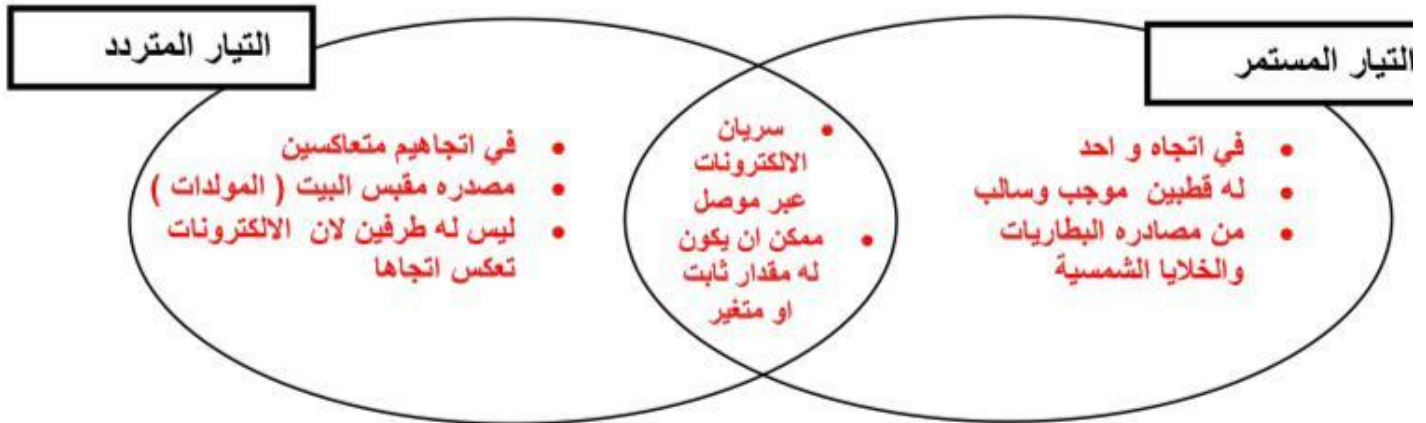 التيار المستمر
التيار المتردد
• في اتجاه و احد
• له قطبين موجب وسالب
• من مصادره البطاريات
والخلايا الشمسية
• سريان
الالكترونات
عبر موصل
• ممكن ان يكون
له مقدار ثابت
او متغير
• في اتجاهيم متعاكسين
• مصدره مقبس البيت ( المولدات )
• ليس له طرفين لان الالكترونات
تعكس اتجاها